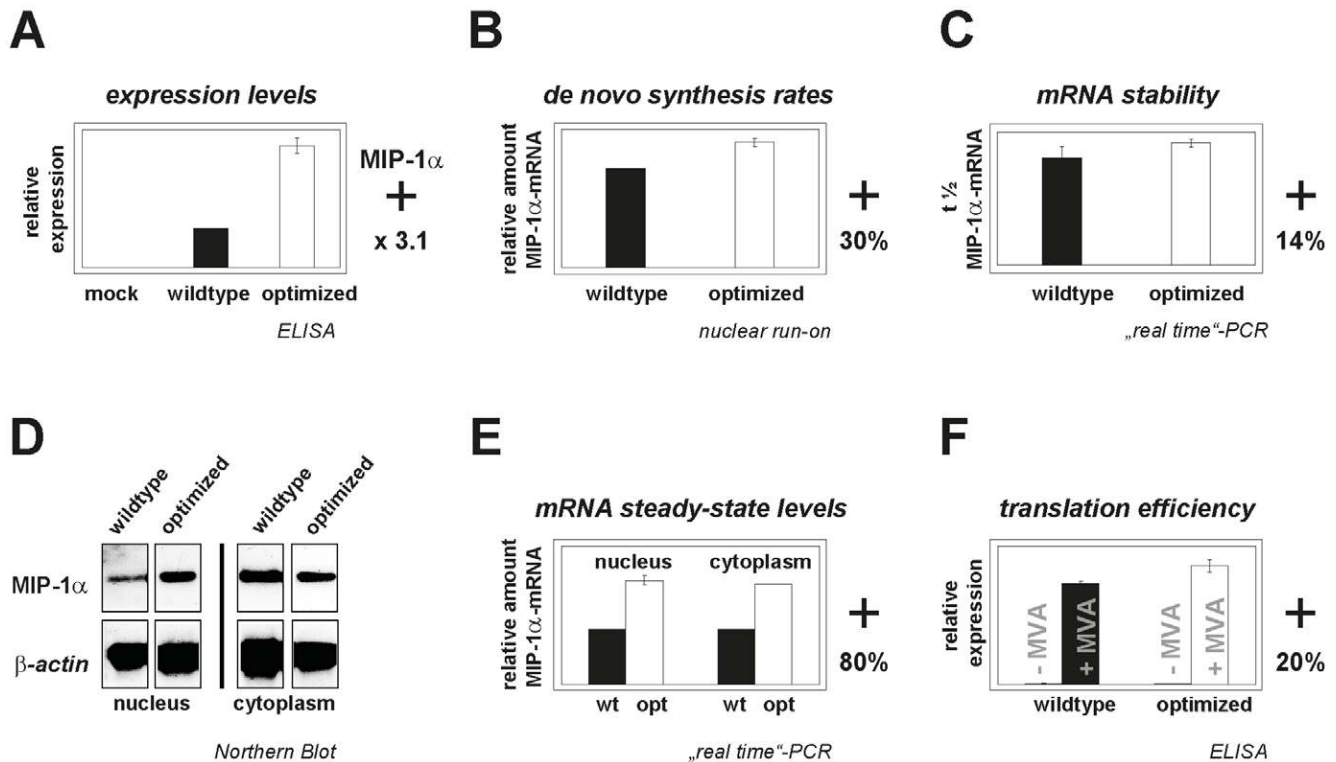 A
expression levels
relative
expression
MIP-1α
+
x 3.1
mock wildtype optimized
ELISA
B
de novo synthesis rates
relative amount
MIP-1α-mRNA
+
30%
wildtype optimized
nuclear run-on
C
mRNA stability
t ½
MIP-1α-mRNA
+
14%
wildtype optimized
„real time“-PCR
D
wildtype optimized wildtype optimized
MIP-1α
β-actin
nucleus cytoplasm
Northern Blot
E
mRNA steady-state levels
relative amount
MIP-1α-mRNA
nucleus cytoplasm
+
80%
wt opt wt opt
„real time“-PCR
F
translation efficiency
relative
expression
- MVA + MVA - MVA + MVA
+
20%
wildtype optimized
ELISA